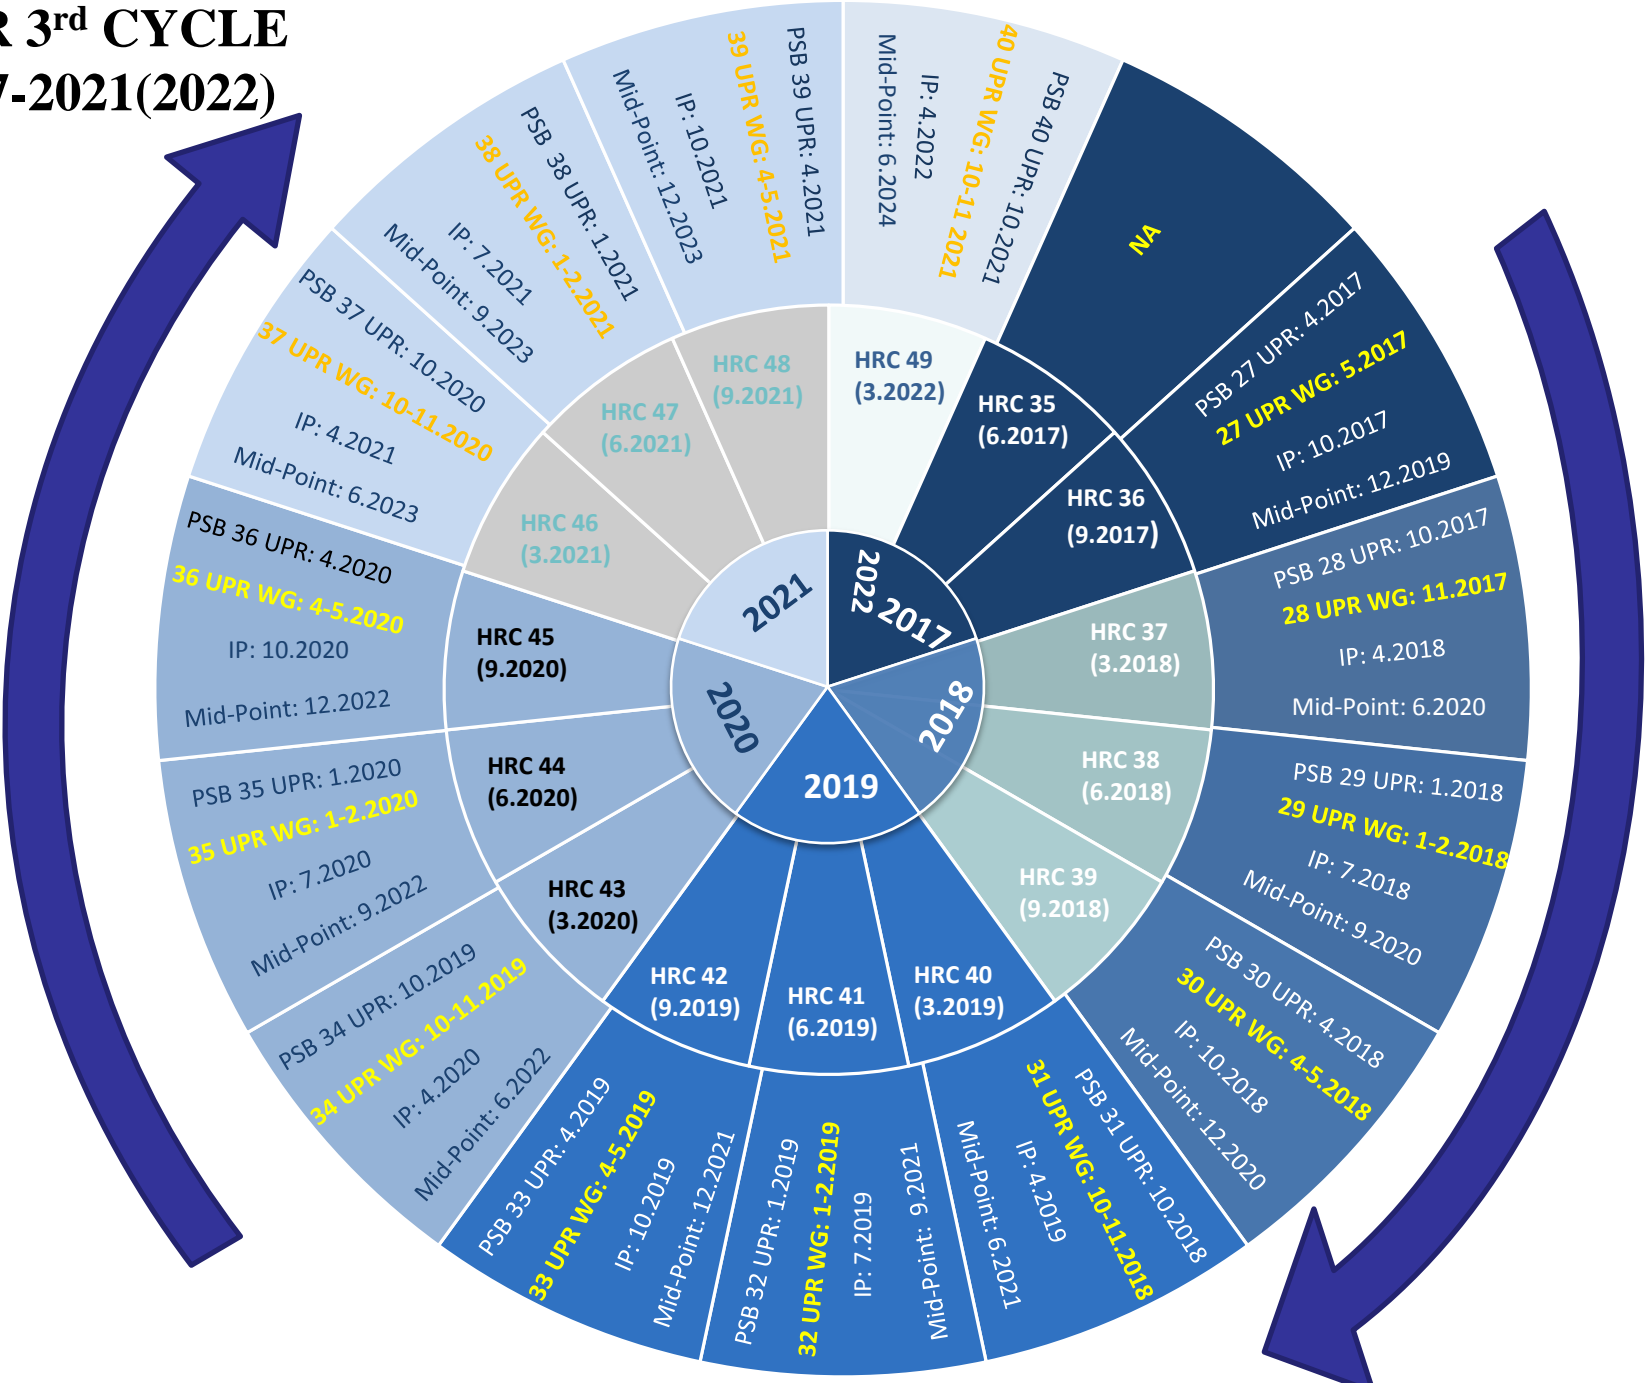 R 3rd CYCLE
7-2021(2022)
2022
2017
2018
2019
2020
2021
HRC 35
(6.2017)
NA
HRC 36
(9.2017)
PSB 27 UPR: 4.2017
27 UPR WG: 5.2017
IP: 10.2017
Mid-Point: 12.2019
HRC 37
(3.2018)
PSB 28 UPR: 10.2017
28 UPR WG: 11.2017
IP: 4.2018
Mid-Point: 6.2020
HRC 38
(6.2018)
PSB 29 UPR: 1.2018
29 UPR WG: 1-2.2018
IP: 7.2018
Mid-Point: 9.2020
HRC 39
(9.2018)
PSB 30 UPR: 4.2018
30 UPR WG: 4-5.2018
IP: 10.2018
Mid-Point: 12.2020
HRC 40
(3.2019)
PSB 31 UPR: 10.2018
31 UPR WG: 10-11.2018
IP: 4.2019
Mid-Point: 6.2021
HRC 41
(6.2019)
PSB 32 UPR: 1.2019
32 UPR WG: 1-2.2019
IP: 7.2019
Mid-Point: 9.2021
HRC 42
(9.2019)
PSB 33 UPR: 4.2019
33 UPR WG: 4-5.2019
IP: 10.2019
Mid-Point: 12.2021
HRC 43
(3.2020)
PSB 34 UPR: 10.2019
34 UPR WG: 10-11.2019
IP: 4.2020
Mid-Point: 6.2022
HRC 44
(6.2020)
PSB 35 UPR: 1.2020
35 UPR WG: 1-2.2020
IP: 7.2020
Mid-Point: 9.2022
HRC 45
(9.2020)
PSB 36 UPR: 4.2020
36 UPR WG: 4-5.2020
IP: 10.2020
Mid-Point: 12.2022
HRC 46
(3.2021)
PSB 37 UPR: 10.2020
37 UPR WG: 10-11.2020
IP: 4.2021
Mid-Point: 6.2023
HRC 47
(6.2021)
PSB 38 UPR: 1.2021
38 UPR WG: 1-2.2021
IP: 7.2021
Mid-Point: 9.2023
HRC 48
(9.2021)
PSB 39 UPR: 4.2021
39 UPR WG: 4-5.2021
IP: 10.2021
Mid-Point: 12.2023
HRC 49
(3.2022)
PSB 40 UPR: 10.2021
40 UPR WG: 10-11 2021
IP: 4.2022
Mid-Point: 6.2024